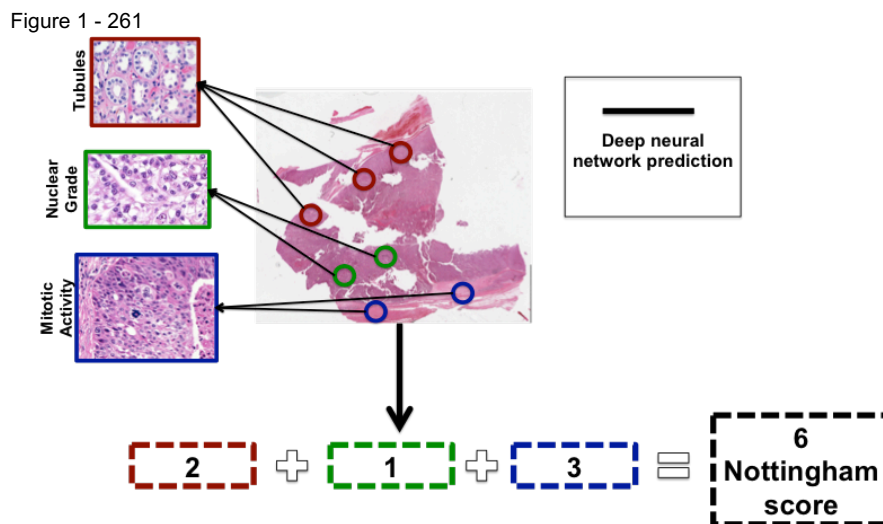 Figure 1 - 261
Tubules
Nuclear
Grade
Mitotic
Activity
Deep neural
network prediction
2 + 1 + 3 = 6
Nottingham
score